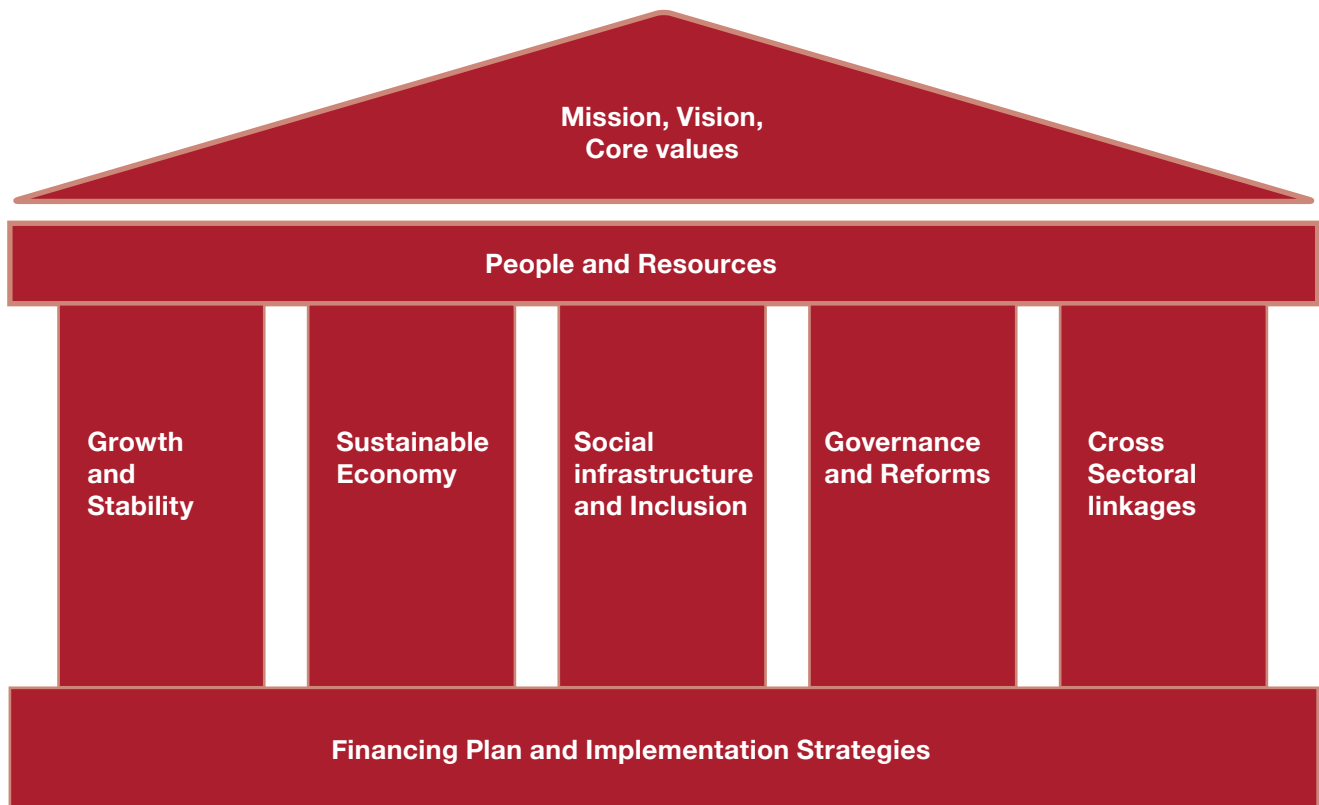 Mission, Vision,
Core values
People and Resources
Growth
and
Stability
Sustainable
Economy
Social
infrastructure
and Inclusion
Governance
and Reforms
Cross
Sectoral
linkages
Financing Plan and Implementation Strategies